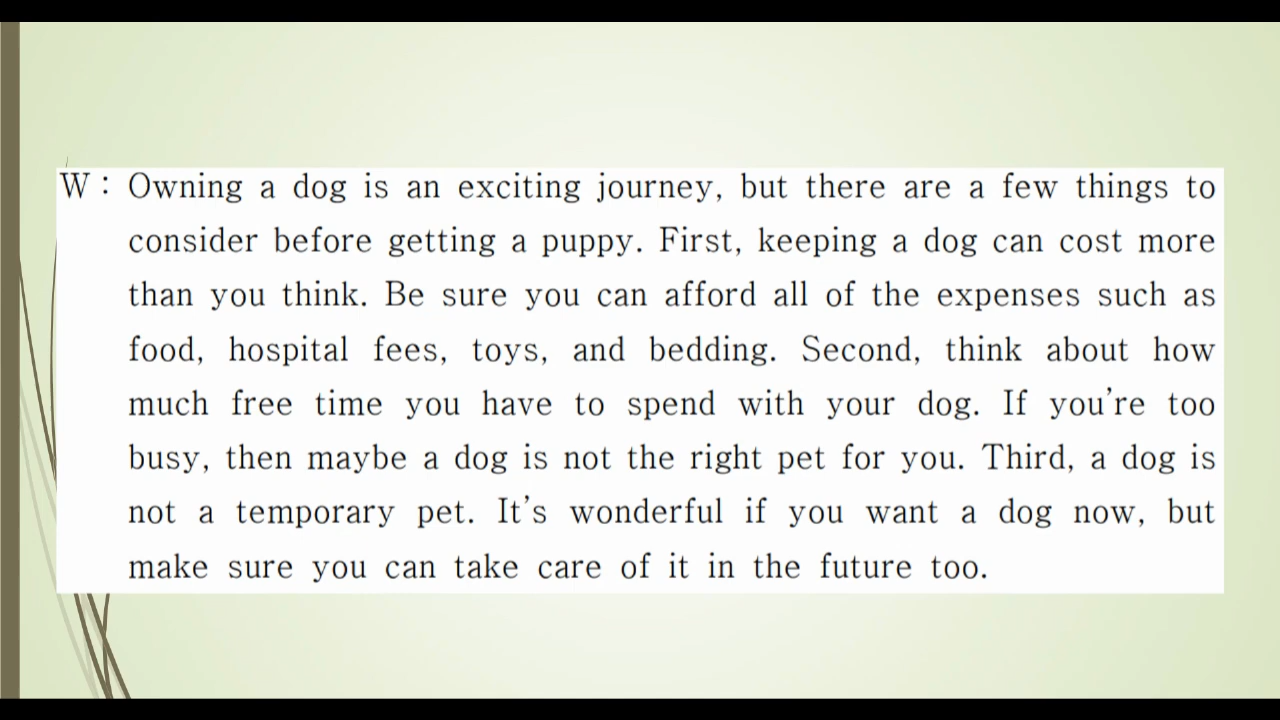 W : Owning a dog is an exciting journey, but there are a few things to
consider before getting a puppy. First, keeping a dog can cost more
than you think. Be sure you can afford all of the expenses such as
food, hospital fees, toys, and bedding. Second, think about how
much free time you have to spend with your dog. If you're too
busy, then maybe a dog is not the right pet for you. Third, a dog is
not a temporary pet. It's wonderful if you want a dog now, but
make sure you can take care of it in the future too.